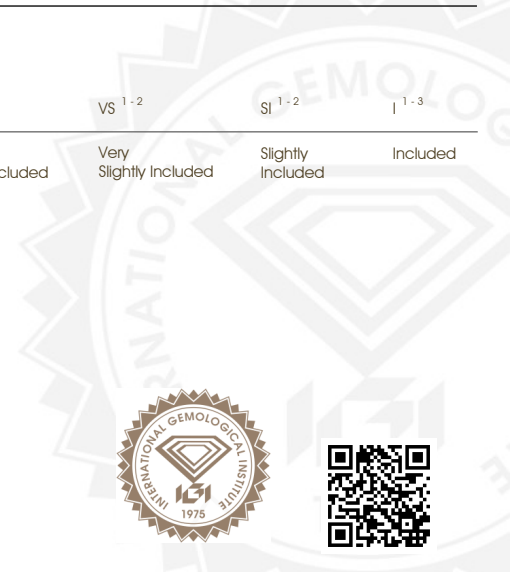 VS 1 - 2
SI 1 - 2
I 1 - 3
cluded
Very
Slightly Included
Slightly
Included
Included
INTERNATIONAL GEMOLOGICAL INSTITUTE
IGI
1975